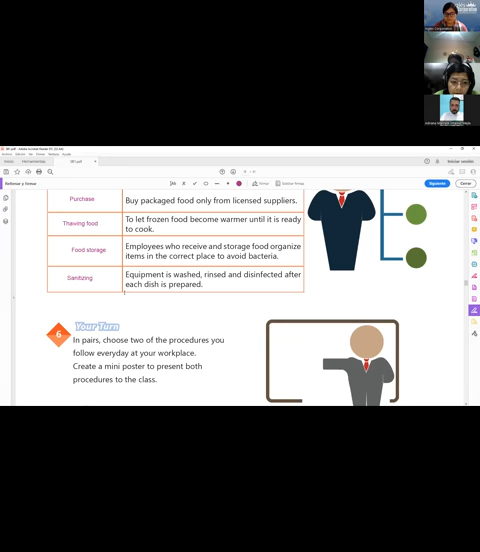 Inicio Herramientas
Iniciar sesión
Rellenar y firmar
Siguiente
Cerrar
Purchase
Buy packaged food only from licensed suppliers.
Thawing food
To let frozen food become warmer until it is ready
to cook.
Food storage
Employees who receive and storage food organize
items in the correct place to avoid bacteria.
Sanitizing
Equipment is washed, rinsed and disinfected after
each dish is prepared.
6
Your Turn
In pairs, choose two of the procedures you
follow everyday at your workplace.
Create a mini poster to present both
procedures to the class.